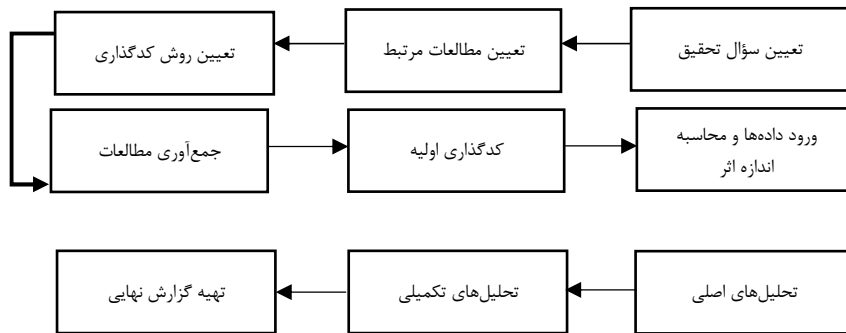 تعیین سؤال تحقیق
تعیین مطالعات مرتبط
تعیین روش کدگذاری
جمع‌آوری مطالعات
کدگذاری اولیه
ورود داده‌ها و محاسبه
اندازه اثر
تحلیل‌های اصلی
تحلیل‌های تکمیلی
تهیه گزارش نهایی